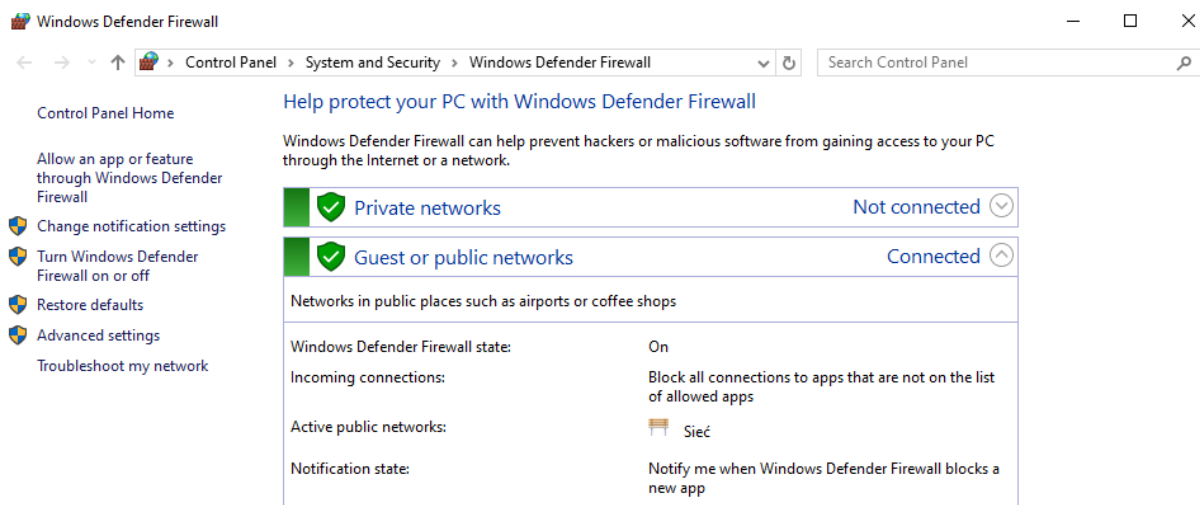 Windows Defender Firewall
Control Panel > System and Security > Windows Defender Firewall
Search Control Panel
Control Panel Home
Allow an app or feature
through Windows Defender
Firewall
Change notification settings
Turn Windows Defender
Firewall on or off
Restore defaults
Advanced settings
Troubleshoot my network
Help protect your PC with Windows Defender Firewall
Windows Defender Firewall can help prevent hackers or malicious software from gaining access to your PC
through the Internet or a network.
Private networks Not connected
Guest or public networks Connected
Networks in public places such as airports or coffee shops
Windows Defender Firewall state: On
Incoming connections: Block all connections to apps that are not on the list
of allowed apps
Active public networks: Sieć
Notification state: Notify me when Windows Defender Firewall blocks a
new app